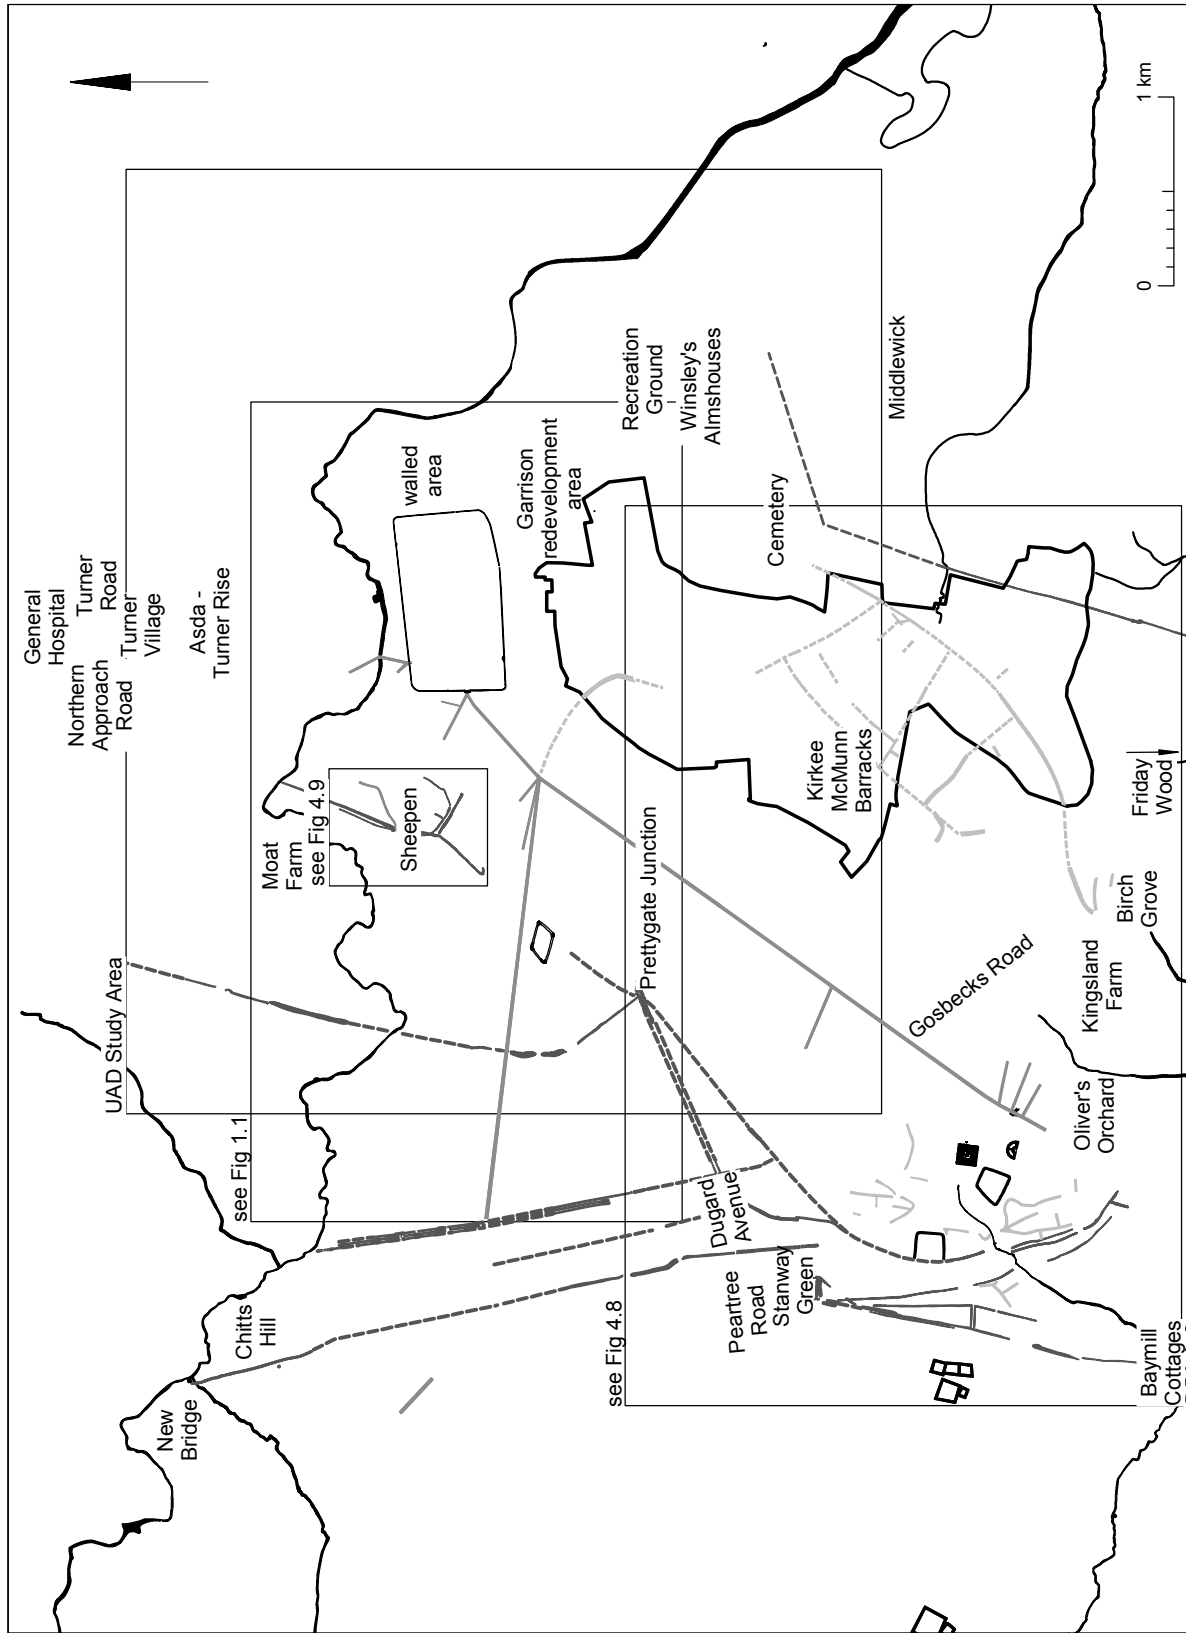 General
Hospital
Northern
Approach
Road
Turner
Road
Turner
Village
Asda -
Turner Rise
UAD Study Area
see Fig 1.1
Moat
Farm
see Fig 4.9
Sheepen
walled
area
Chitts
Hill
New
Bridge
Garrison
redevelopment
area
Recreation
Ground
Winsley's
Almshouses
Prettygate Junction
see Fig 4.8
Dugard
Avenue
Peartree
Road
Stanway
Green
Cemetery
Kirkee
McMunn
Barracks
Middlewick
Gosbecks Road
Oliver's
Orchard
Kingsland
Farm
Birch
Grove
Friday
Wood
Baymill
Cottages
0
1 km